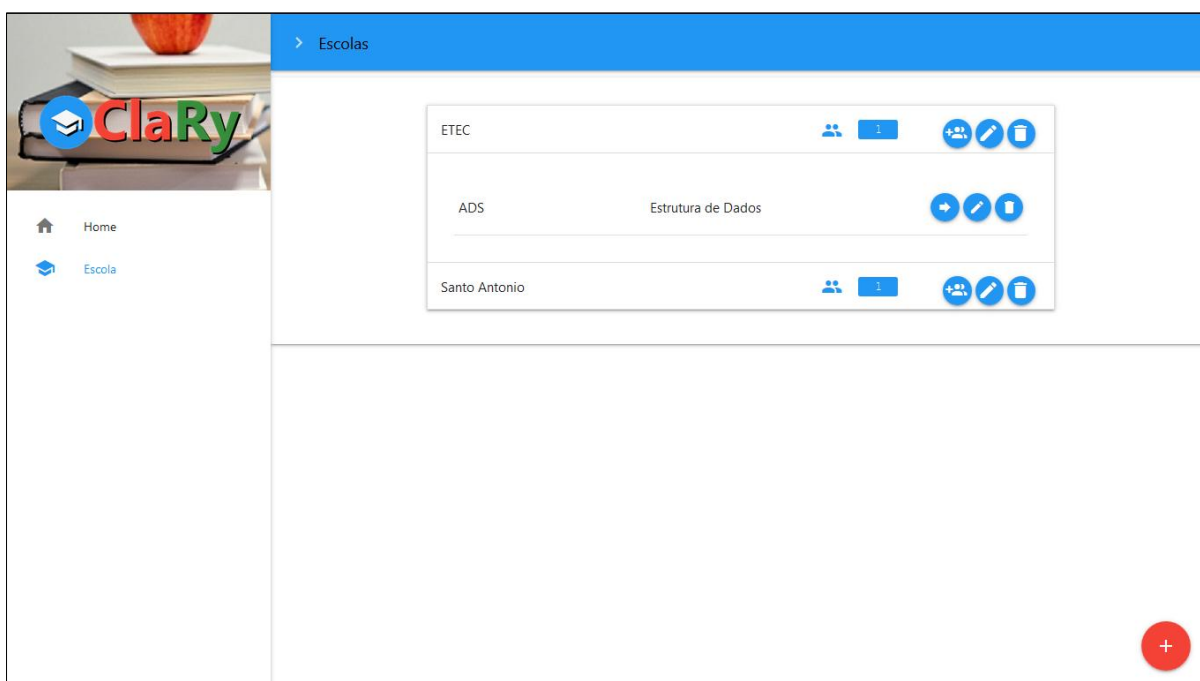 ClaRy
Home
Escola
Escolas
ETEC 1
ADS Estrutura de Dados
Santo Antonio 1